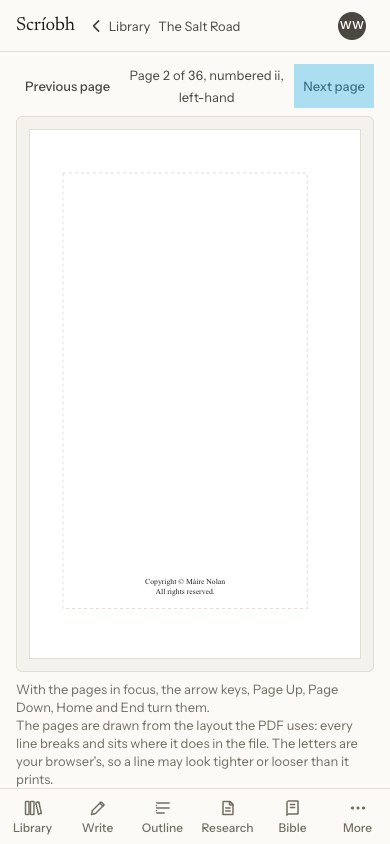 Scríobh
Library The Salt Road
WW
Previous page
Page 2 of 36, numbered ii,
left-hand
Next page
Copyright © Máire Nolan
All rights reserved.
With the pages in focus, the arrow keys, Page Up, Page
Down, Home and End turn them.
The pages are drawn from the layout the PDF uses: every
line breaks and sits where it does in the file. The letters are
your browser's, so a line may look tighter or looser than it
prints.
Library Write Outline Research Bible More